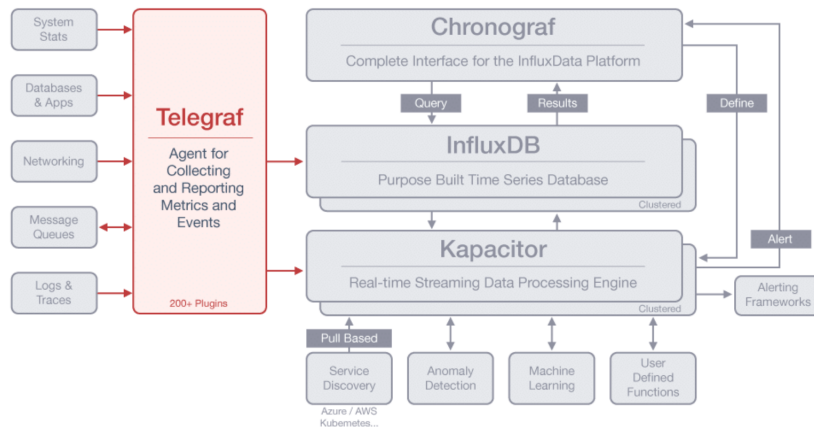 System
Stats
Databases
& Apps
Networking
Message
Queues
Logs &
Traces
Telegraf
Agent for
Collecting
and Reporting
Metrics and
Events
200+ Plugins
Chronograf
Complete Interface for the InfluxData Platform
Query
Results
Define
InfluxDB
Purpose Built Time Series Database
Clustered
Kapacitor
Real-time Streaming Data Processing Engine
Clustered
Alert
Alerting
Frameworks
Pull Based
Service
Discovery
Azure / AWS
Kubernetes...
Anomaly
Detection
Machine
Learning
User
Defined
Functions